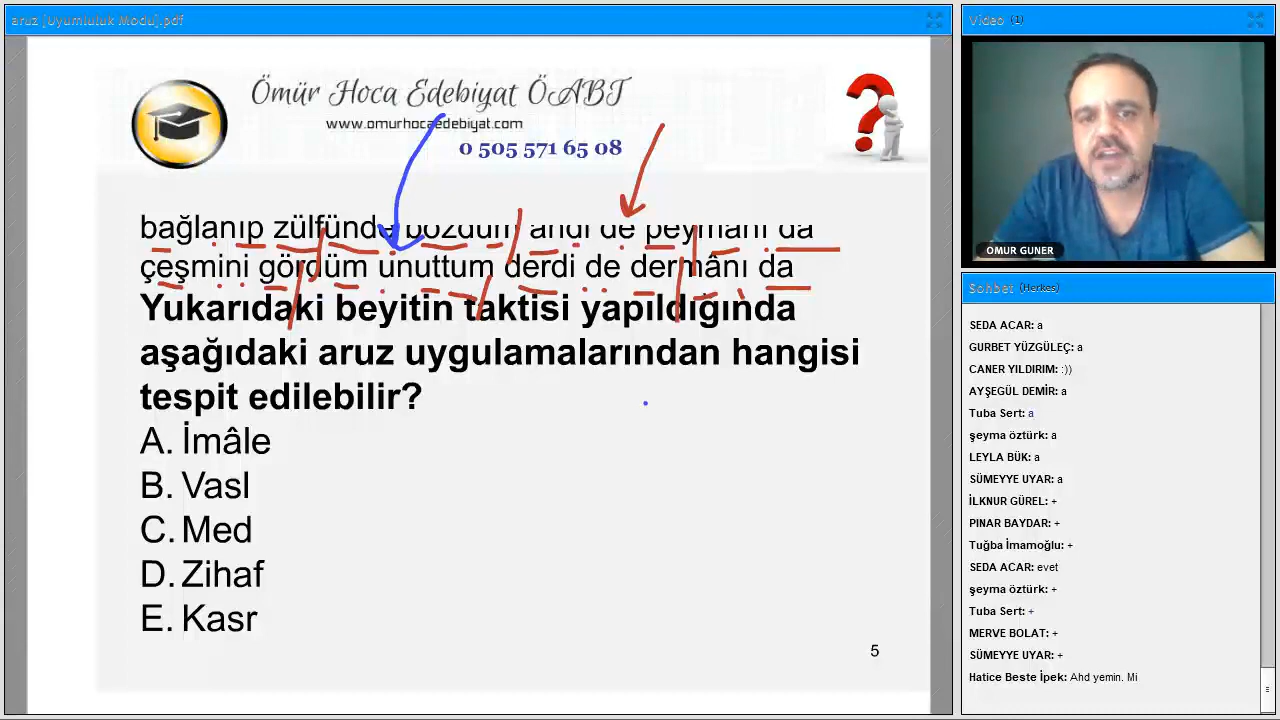 aruz [Uyumluluk Modu].pdf
Ömür Hoca Edebiyat ÖABT
www.omurhocaedebiyat.com
0 505 571 65 08
bağlanıp zülfünde bozdum ahdi de peymânı da
çeşmini gördüm unuttum derdi de dermânı da
Yukarıdaki beyitin taktisi yapıldığında
aşağıdaki aruz uygulamalarından hangisi
tespit edilebilir?
A. İmâle
B. Vasl
C. Med
D. Zihaf
E. Kasr
5
Video (1)
OMUR GUNER
Sohbet (Herkes)
SEDA ACAR: a
GURBET YÜZGÜLEÇ: a
CANER YILDIRIM: :))
AYŞEGÜL DEMİR: a
Tuba Sert: a
şeyma öztürk: a
LEYLA BÜK: a
SÜMEYYE UYAR: a
İLKNUR GÜREL: +
PINAR BAYDAR: +
Tuğba İmamoğlu: +
SEDA ACAR: evet
şeyma öztürk: +
Tuba Sert: +
MERVE BOLAT: +
SÜMEYYE UYAR: +
Hatice Beste İpek: Ahd yemin. Mi